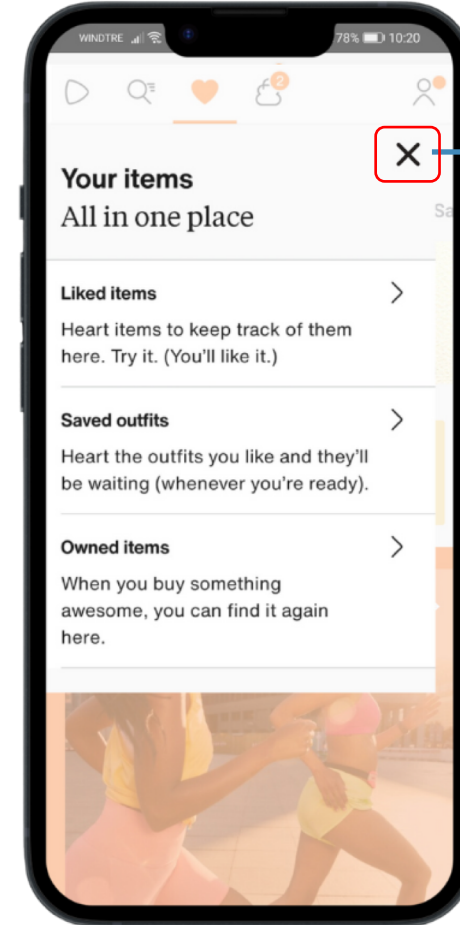 WINDTRE
78% 10:20
2
Your items
All in one place
Sa
Liked items
Heart items to keep track of them
here. Try it. (You'll like it.)
Saved outfits
Heart the outfits you like and they'll
be waiting (whenever you're ready).
Owned items
When you buy something
awesome, you can find it again
here.